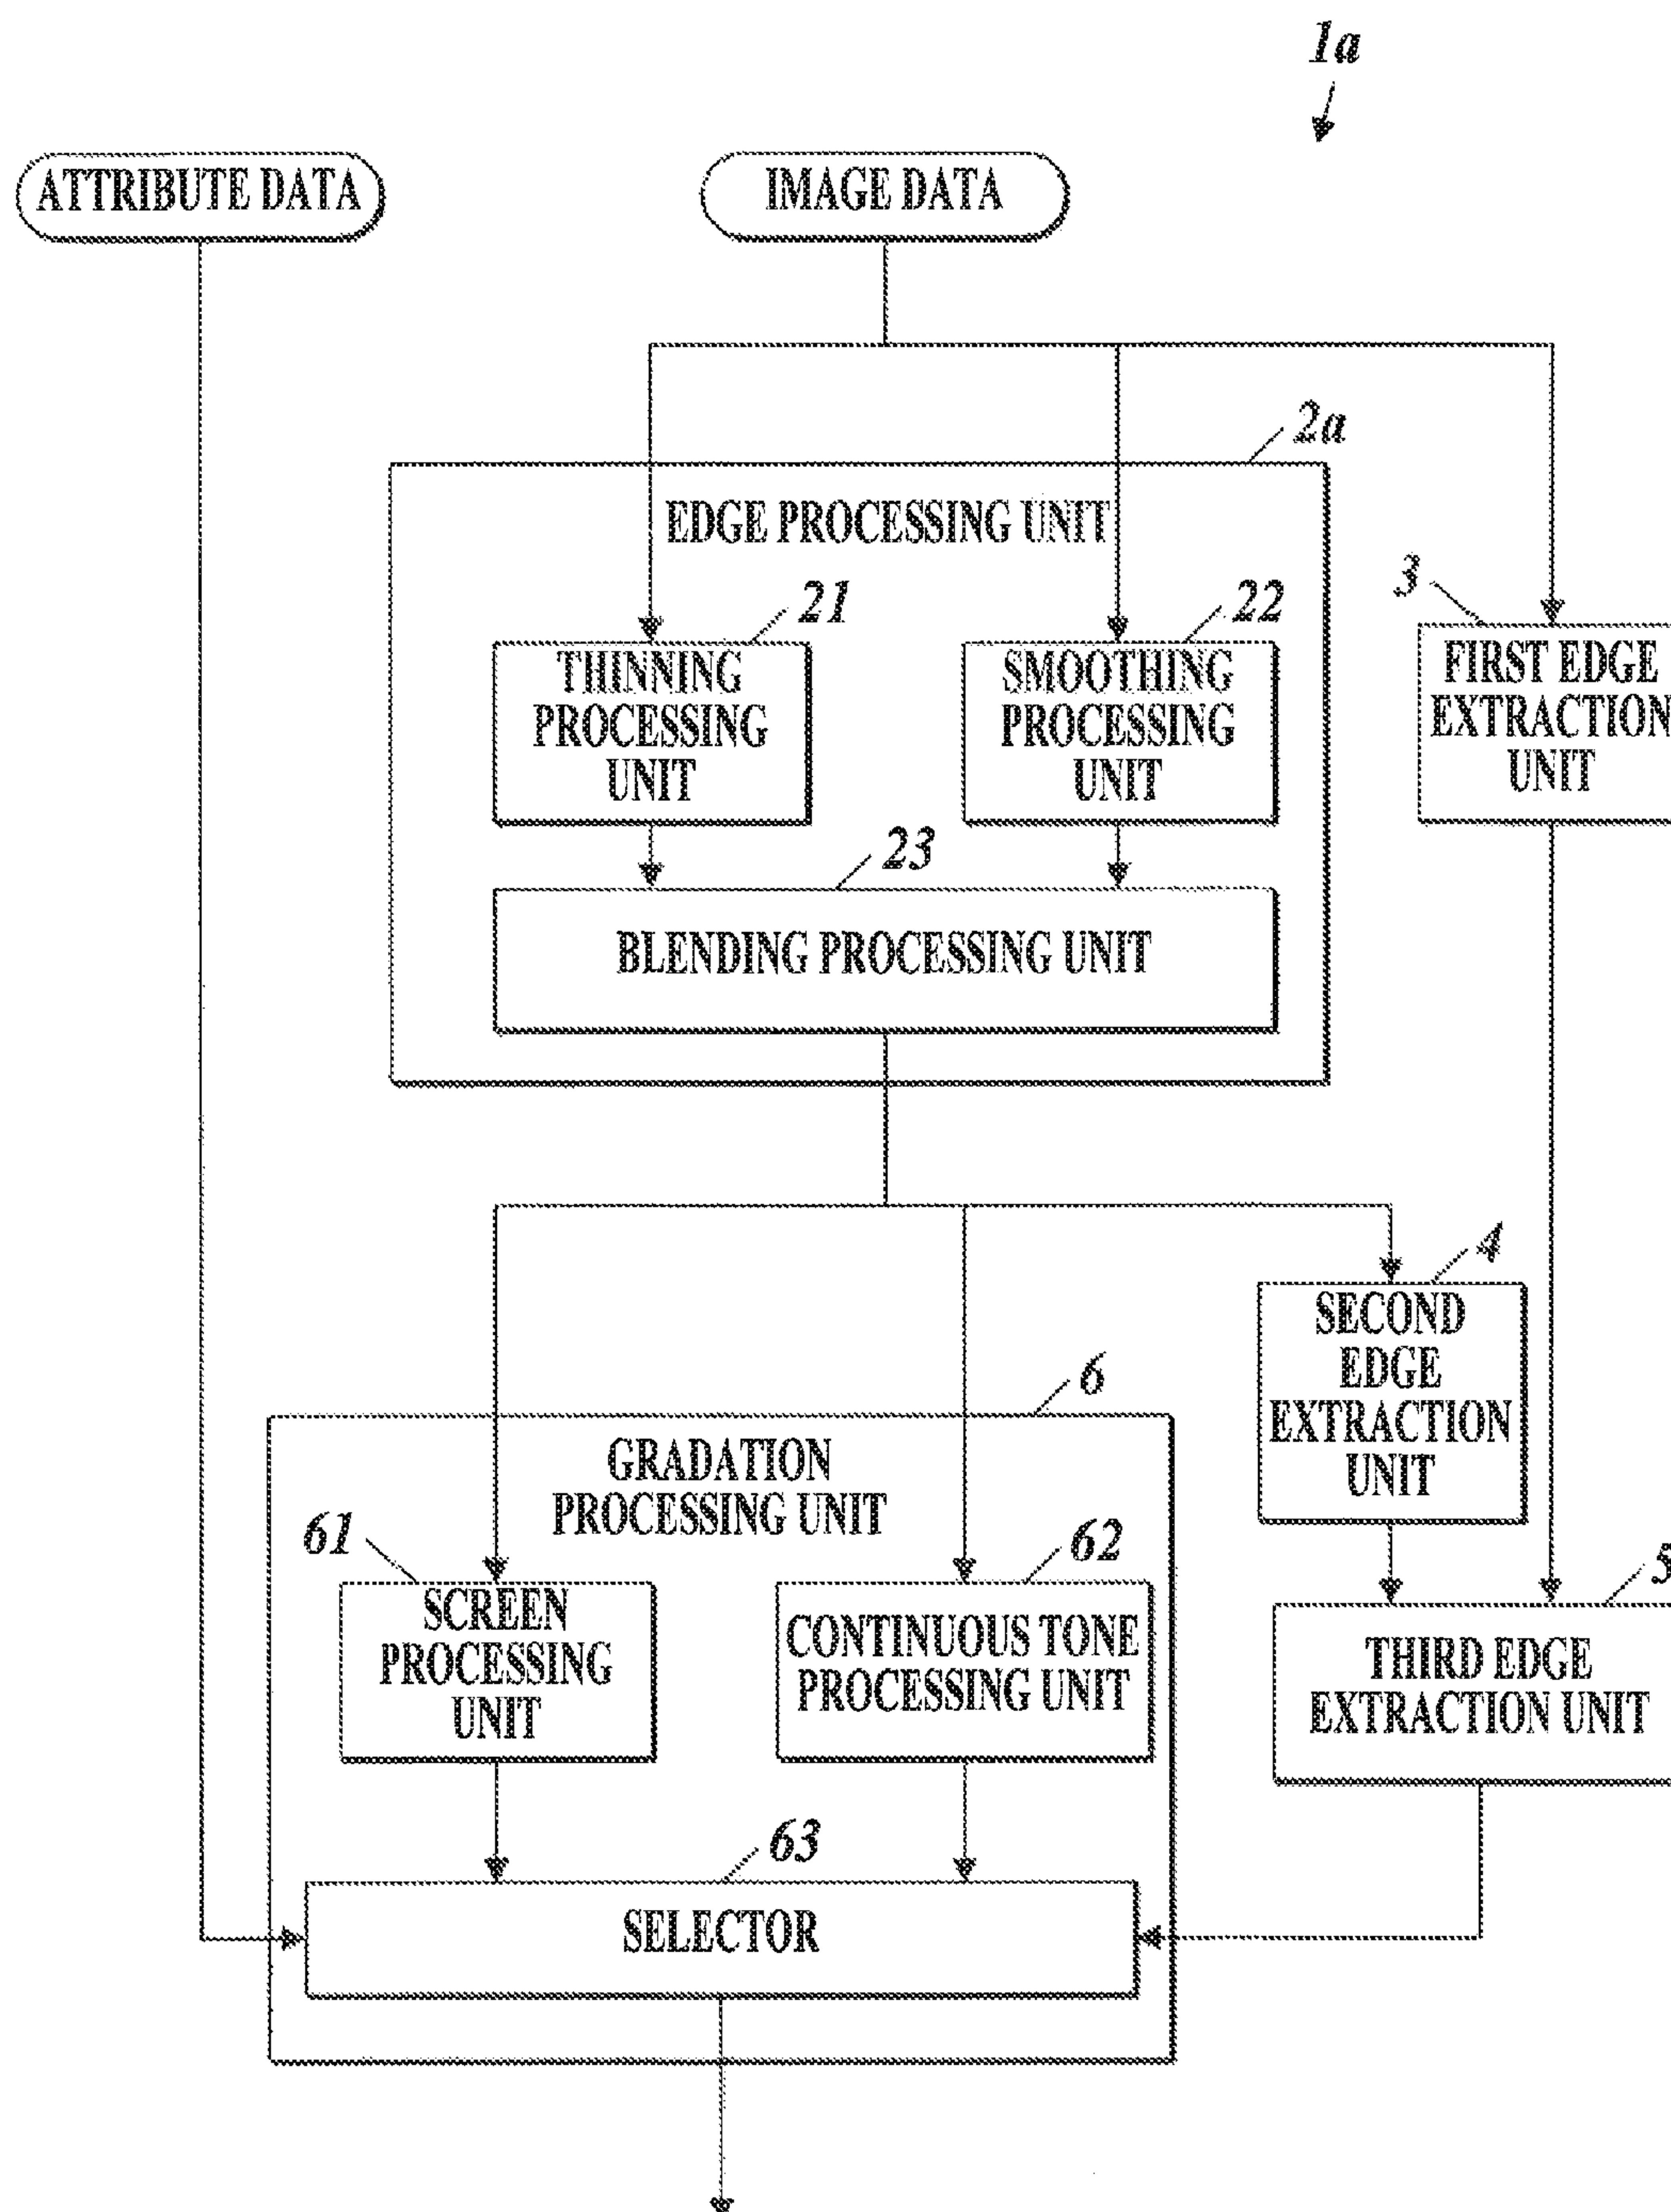 1a
ATTRIBUTE DATA
IMAGE DATA
2a
EDGE PROCESSING UNIT
21
22
3
THINNING
PROCESSING
UNIT
SMOOTHING
PROCESSING
UNIT
FIRST EDGE
EXTRACTION
UNIT
23
BLENDING PROCESSING UNIT
4
SECOND
EDGE
EXTRACTION
UNIT
6
GRADATION
PROCESSING UNIT
61
62
5
SCREEN
PROCESSING
UNIT
CONTINUOUS TONE
PROCESSING UNIT
THIRD EDGE
EXTRACTION UNIT
63
SELECTOR